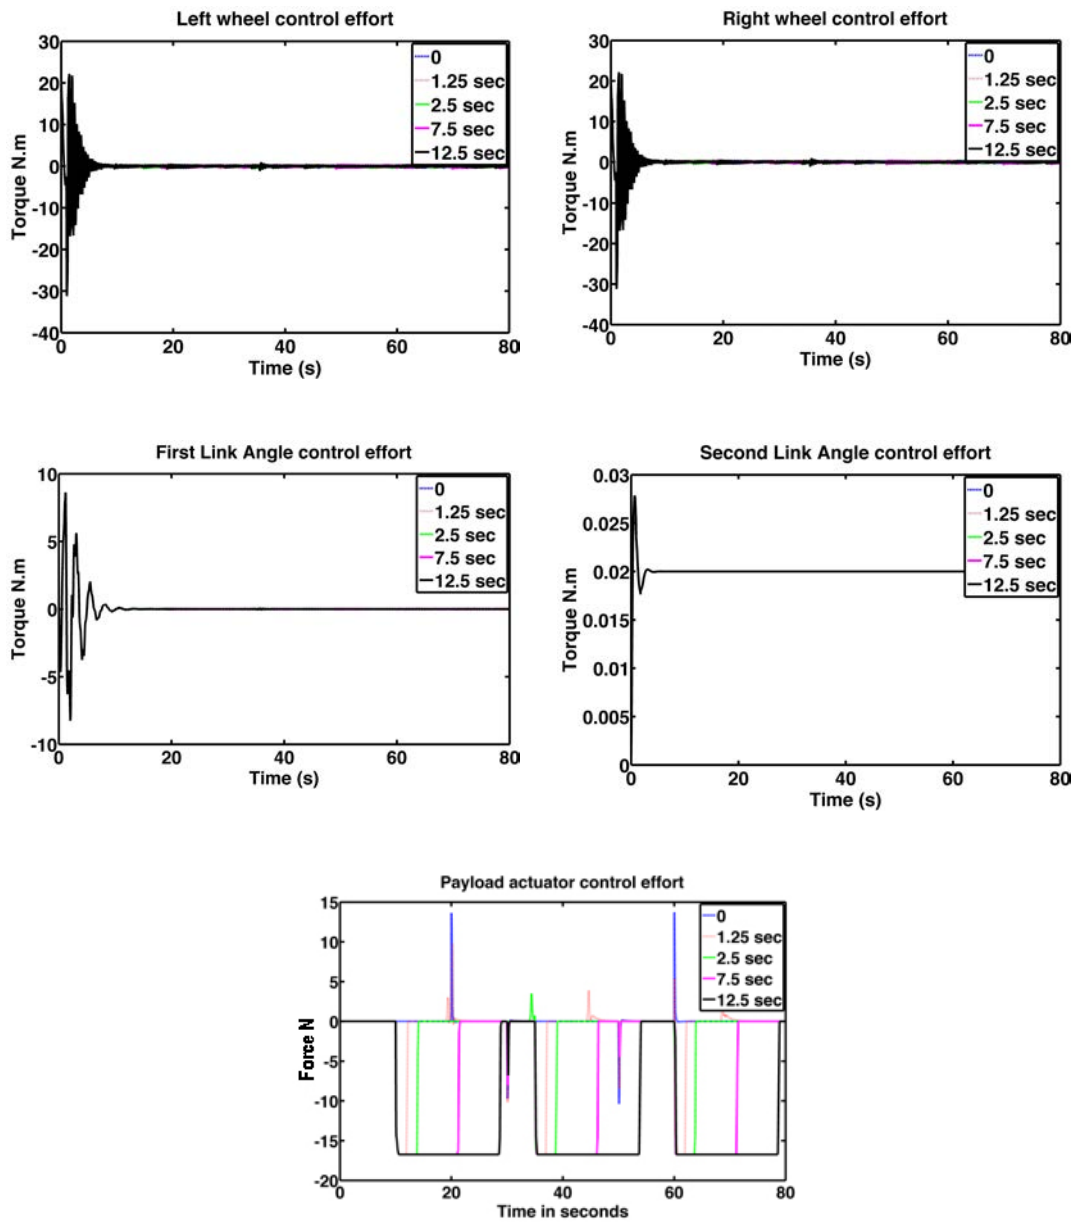 Left wheel control effort
30
20
10
0
-10
-20
-30
-40
Torque N.m
0
20
40
60
80
Time (s)
0
1.25 sec
2.5 sec
7.5 sec
12.5 sec
Right wheel control effort
30
20
10
0
-10
-20
-30
-40
Torque N.m
0
20
40
60
80
Time (s)
0
1.25 sec
2.5 sec
7.5 sec
12.5 sec
First Link Angle control effort
10
5
0
-5
-10
Torque N.m
0
20
40
60
80
Time (s)
0
1.25 sec
2.5 sec
7.5 sec
12.5 sec
Second Link Angle control effort
0.03
0.025
0.02
0.015
0.01
0.005
0
Torque N.m
0
20
40
60
80
Time (s)
0
1.25 sec
2.5 sec
7.5 sec
12.5 sec
Payload actuator control effort
15
10
5
0
-5
-10
-15
-20
Force N
0
20
40
60
80
Time in seconds
0
1.25 sec
2.5 sec
7.5 sec
12.5 sec